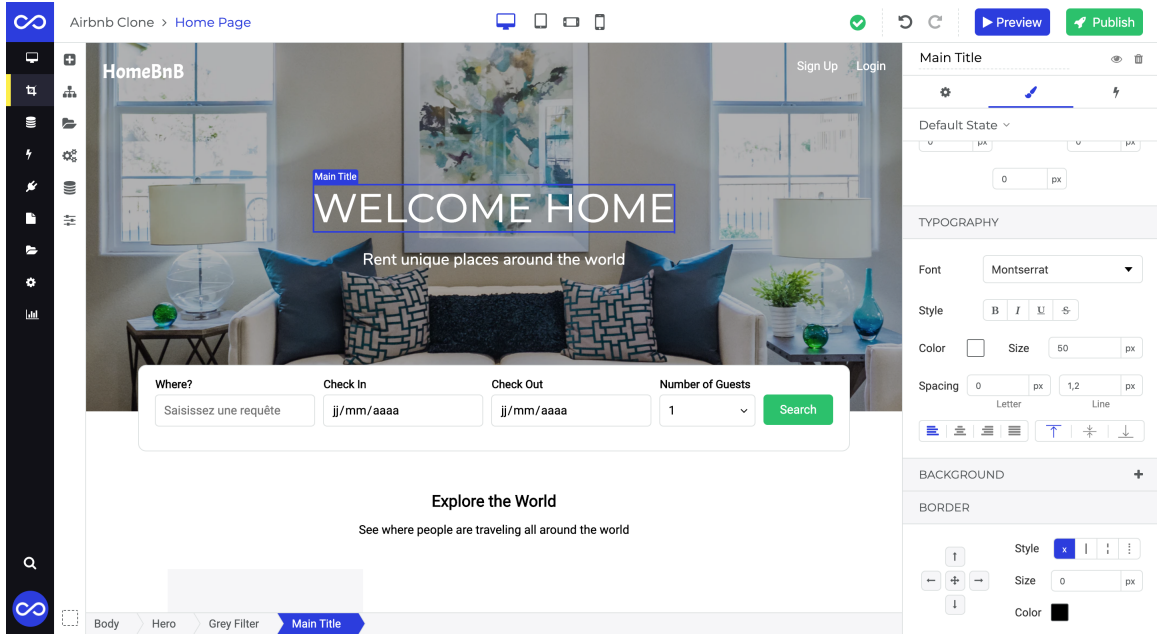 Airbnb Clone > Home Page
Preview
Publish
HomeBnB
Sign Up
Login
Main Title
WELCOME HOME
Rent unique places around the world
Where?
Check In
Check Out
Number of Guests
Saisissez une requête
jj/mm/aaaa
jj/mm/aaaa
1
Search
Explore the World
See where people are traveling all around the world
Body
Hero
Grey Filter
Main Title
Main Title
Default State
0 px
0 px
0 px
TYPOGRAPHY
Font
Montserrat
Style
B I U S
Color
Size
50 px
Spacing
0 px
1,2 px
Letter
Line
BACKGROUND
BORDER
Style
x
Size
0 px
Color